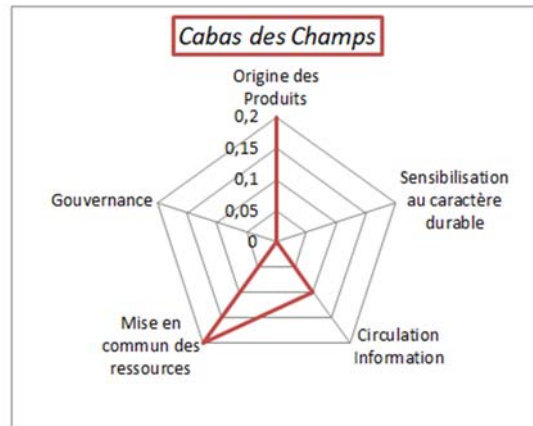 Cabas des Champs
Origine des
Produits
0,2
0,15
0,1
0,05
0
Sensibilisation
au caractère
durable
Gouvernance
Mise en
commun des
ressources
Circulation
Information